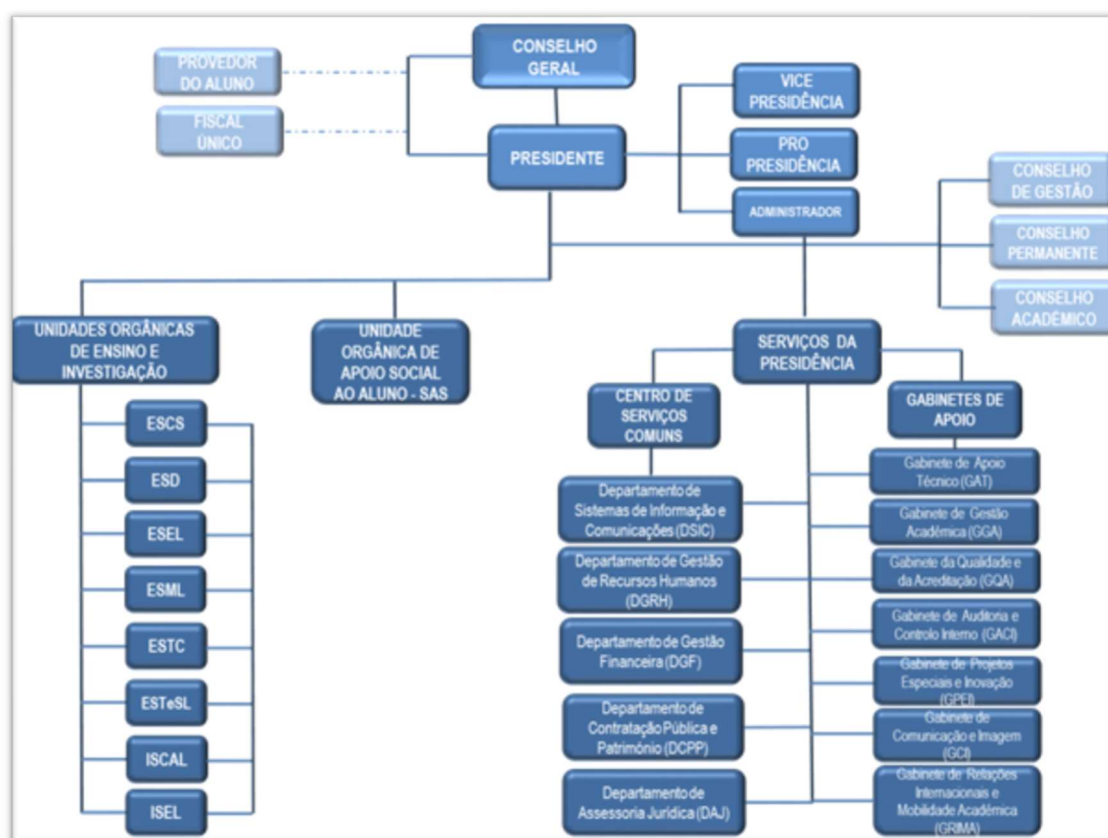 CONSELHO
GERAL
PROVEDOR
DO ALUNO
FISCAL
ÚNICO
PRESIDENTE
VICE
PRESIDÊNCIA
PRO
PRESIDÊNCIA
ADMINISTRADOR
CONSELHO
DE GESTÃO
CONSELHO
PERMANENTE
CONSELHO
ACADÉMICO
UNIDADES ORGÂNICAS
DE ENSINO E
INVESTIGAÇÃO
UNIDADE
ORGÂNICA DE
APOIO SOCIAL
AO ALUNO - SAS
SERVIÇOS DA
PRESIDÊNCIA
CENTRO DE
SERVIÇOS
COMUNS
GABINETES DE
APOIO
ESCS
ESD
ESEL
ESML
ESTC
ESTeSL
ISCAL
ISEL
Departamento de
Sistemas de Informação e
Comunicações (DSIC)
Departamento de Gestão
de Recursos Humanos
(DGRH)
Departamento de Gestão
Financeira (DGF)
Departamento de
Contratação Pública e
Património (DCPP)
Departamento de
Assessoria Jurídica (DAJ)
Gabinete de Apoio
Técnico (GAT)
Gabinete de Gestão
Académica (GGA)
Gabinete da Qualidade e
da Acreditação (GQA)
Gabinete de Auditoria e
Controlo Interno (GACI)
Gabinete de Projetos
Especiais e Inovação
(GPEI)
Gabinete de
Comunicação e Imagem
(GCI)
Gabinete de Relações
Internacionais e
Mobilidade Académica
(GRIMA)